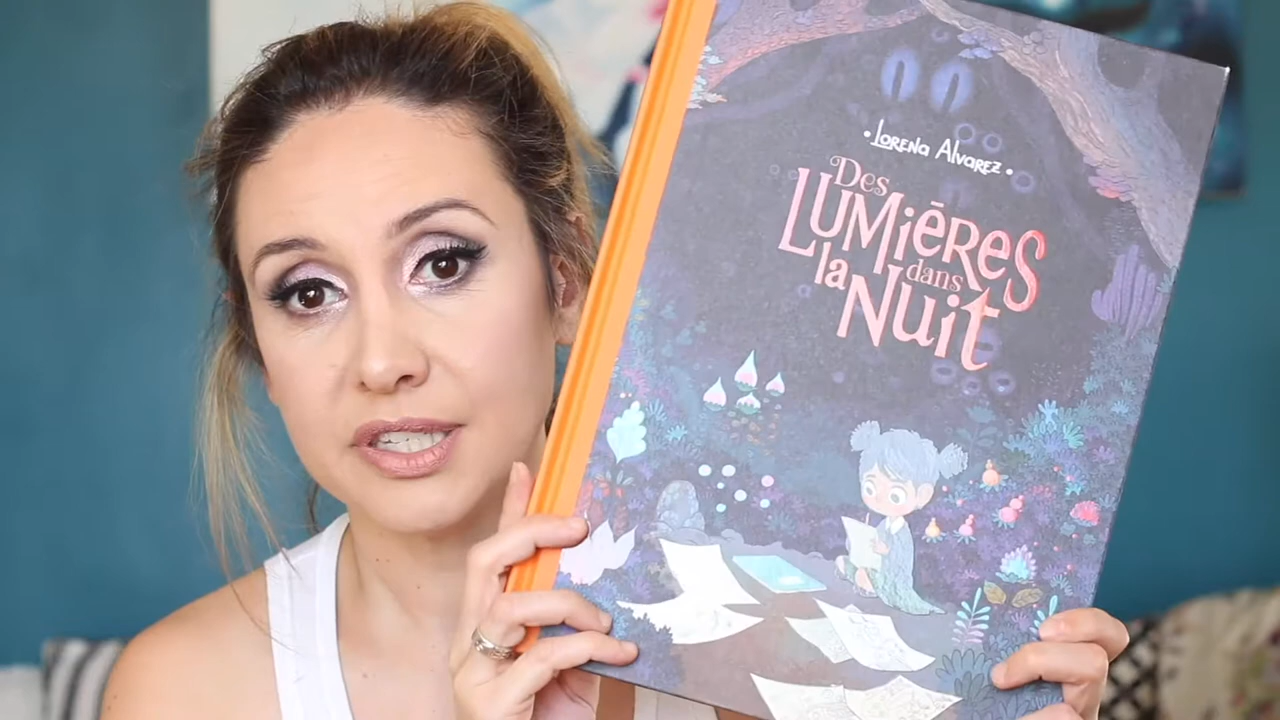 • Lorena Alvarez •
Des
Lumières
dans
la
Nuit